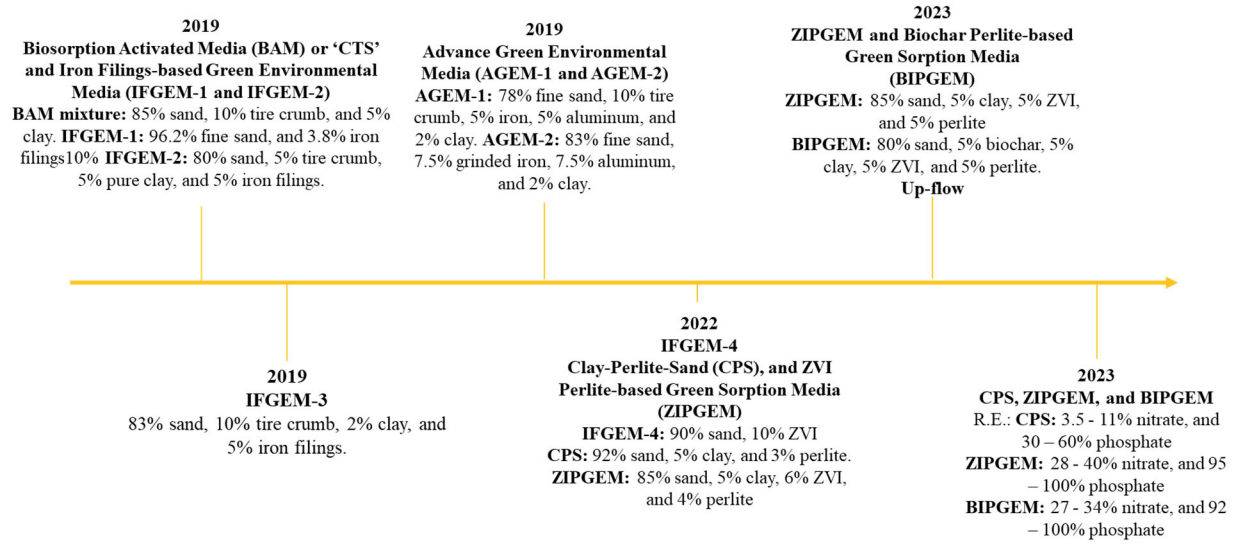 2019
Biosorption Activated Media (BAM) or ‘CTS’
and Iron Filings-based Green Environmental
Media (IFGEM-1 and IFGEM-2)
BAM mixture: 85% sand, 10% tire crumb, and 5%
clay. IFGEM-1: 96.2% fine sand, and 3.8% iron
filings10% IFGEM-2: 80% sand, 5% tire crumb,
5% pure clay, and 5% iron filings.
2019
IFGEM-3
83% sand, 10% tire crumb, 2% clay, and
5% iron filings.
2019
Advance Green Environmental
Media (AGEM-1 and AGEM-2)
AGEM-1: 78% fine sand, 10% tire
crumb, 5% iron, 5% aluminum, and
2% clay. AGEM-2: 83% fine sand,
7.5% grinded iron, 7.5% aluminum,
and 2% clay.
2022
IFGEM-4
Clay-Perlite-Sand (CPS), and ZVI
Perlite-based Green Sorption Media
(ZIPGEM)
IFGEM-4: 90% sand, 10% ZVI
CPS: 92% sand, 5% clay, and 3% perlite.
ZIPGEM: 85% sand, 5% clay, 6% ZVI,
and 4% perlite
2023
ZIPGEM and Biochar Perlite-based
Green Sorption Media
(BIPGEM)
ZIPGEM: 85% sand, 5% clay, 5% ZVI,
and 5% perlite
BIPGEM: 80% sand, 5% biochar, 5%
clay, 5% ZVI, and 5% perlite.
Up-flow
2023
CPS, ZIPGEM, and BIPGEM
R.E.: CPS: 3.5 - 11% nitrate, and
30 – 60% phosphate
ZIPGEM: 28 - 40% nitrate, and 95
– 100% phosphate
BIPGEM: 27 - 34% nitrate, and 92
– 100% phosphate